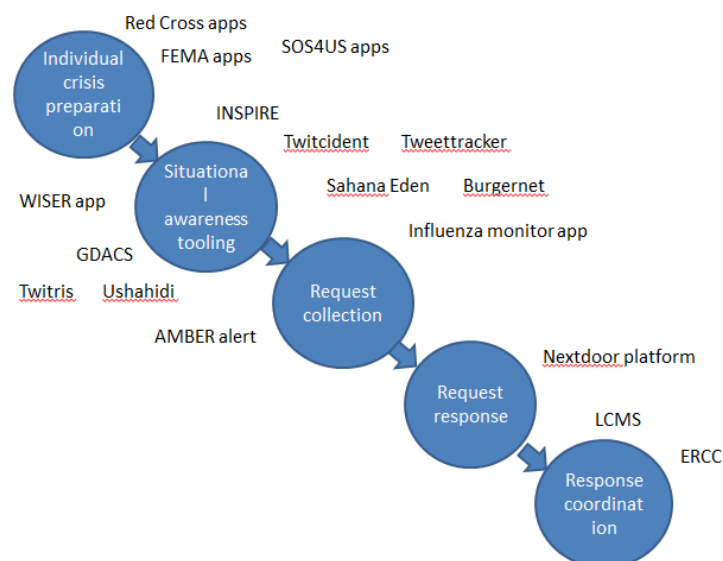 Red Cross apps
FEMA apps
SOS4US apps
Individual
crisis
preparati
on
INSPIRE
Twitcident
Tweettracker
Situationa
l
awareness
tooling
Sahana Eden
Burgernet
WISER app
Influenza monitor app
GDACS
Twitris
Ushahidi
Request
collection
AMBER alert
Nextdoor platform
Request
response
LCMS
ERCC
Response
coordinat
ion